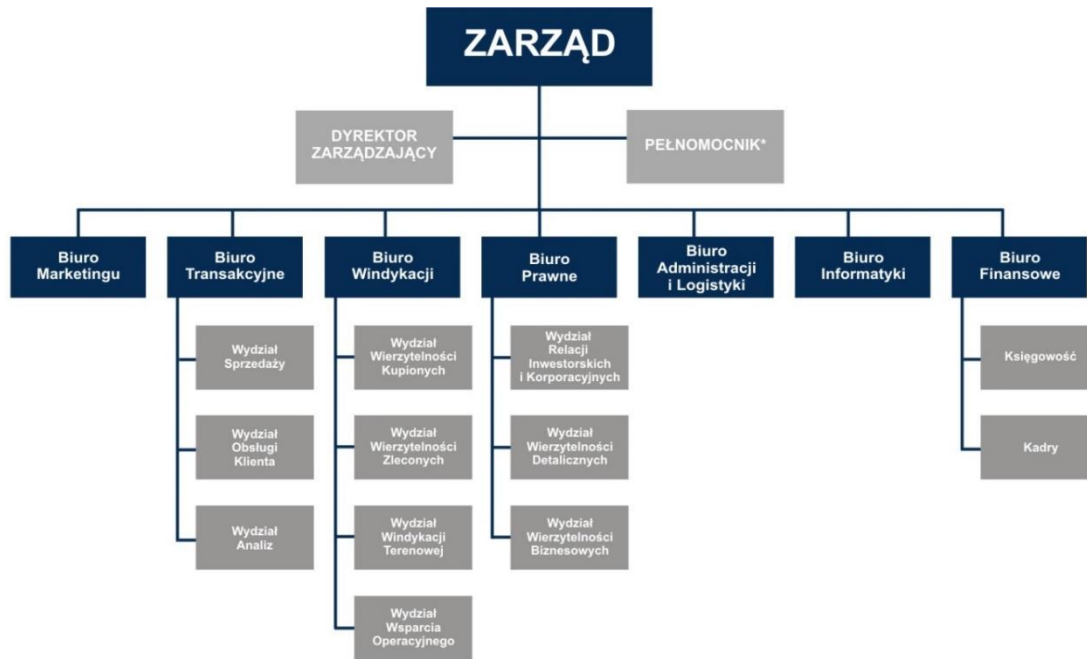 ZARZĄD
DYREKTOR
ZARZĄDZAJĄCY
PEŁNOMOCNIK*
Biuro
Marketingu
Biuro
Transakcyjne
Biuro
Windykacji
Biuro
Prawne
Biuro
Administracji
i Logistyki
Biuro
Informatyki
Biuro
Finansowe
Wydział
Sprzedaży
Wydział
Obsługi
Klienta
Wydział
Analiz
Wydział
Wierzytelności
Kupionych
Wydział
Wierzytelności
Zleconych
Wydział
Windykacji
Terenowej
Wydział
Wsparcia
Operacyjnego
Wydział
Relacji
Inwestorskich
i Korporacyjnych
Wydział
Wierzytelności
Detalicznych
Wydział
Wierzytelności
Biznesowych
Księgowość
Kadry